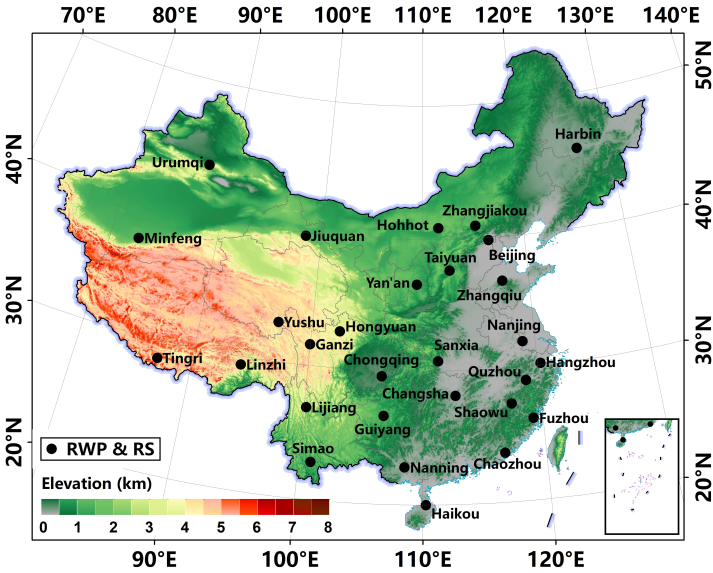 70°E 80°E 90°E 100°E 110°E 120°E 130°E 140°E
50°N
40°N
30°N
20°N
40°N
30°N
20°N
Harbin
Urumqi
Zhangjiakou
Hohhot
Minfeng
Jiuquan
Beijing
Taiyuan
Yan'an
Zhangqiu
Yushu
Hongyuan
Nanjing
Ganzi
Sanxia
Chongqing
Hangzhou
Tingri
Linzhi
Quzhou
Changsha
Lijiang
Shaowu
Fuzhou
Guiyang
Simao
Chaozhou
Nanning
Haikou
RWP & RS
Elevation (km)
0 1 2 3 4 5 6 7 8
90°E 100°E 110°E 120°E